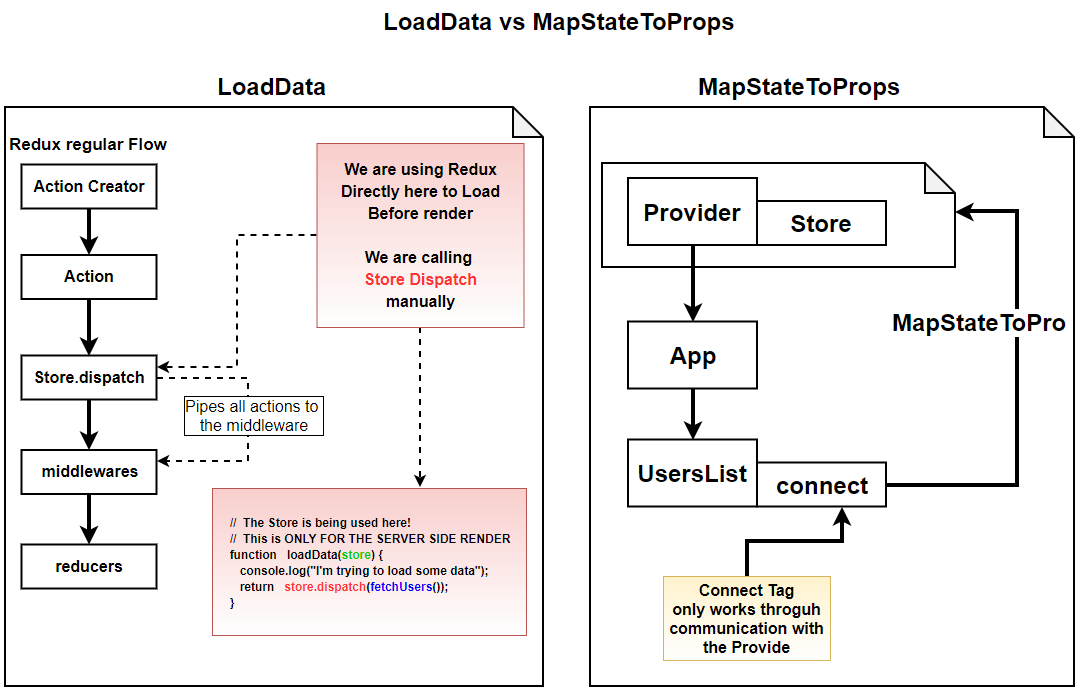 LoadData vs MapStateToProps
LoadData
Redux regular Flow
Action Creator
Action
Store.dispatch
middlewares
reducers
We are using Redux
Directly here to Load
Before render
We are calling
Store Dispatch
manually
Pipes all actions to
the middleware
// The Store is being used here!
// This is ONLY FOR THE SERVER SIDE RENDER
function loadData(store) {
console.log("I'm trying to load some data");
return store.dispatch(fetchUsers());
}
MapStateToProps
Provider
Store
App
UsersList
connect
MapStateToPro
Connect Tag
only works throguh
communication with
the Provide